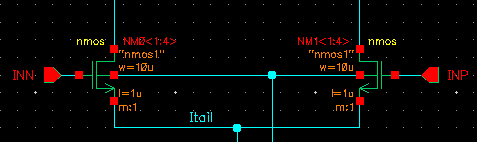 nmos NM0<1:4> NM1<1:4> nmos
"nmos1" "nmos1"
w=10u w=10u
INN INP
l=1u l=1u
m:1 m:1
Itail